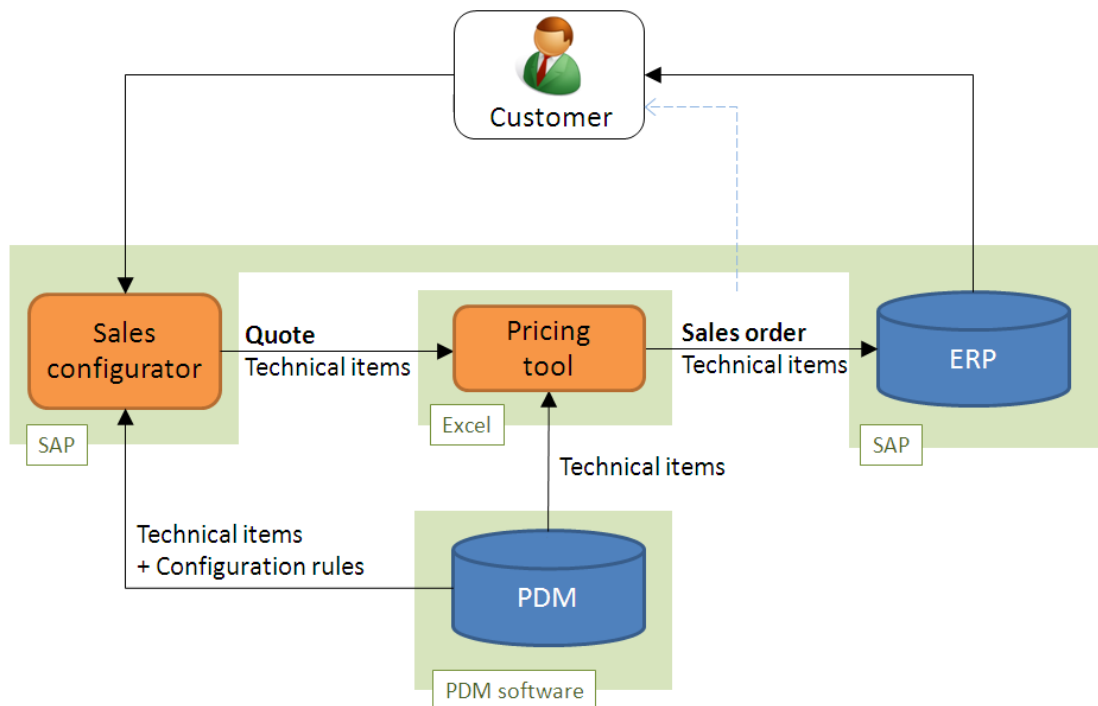 Customer
Sales
configurator
SAP
Quote
Technical items
Pricing
tool
Excel
Sales order
Technical items
ERP
SAP
Technical items
Technical items
+ Configuration rules
PDM
PDM software